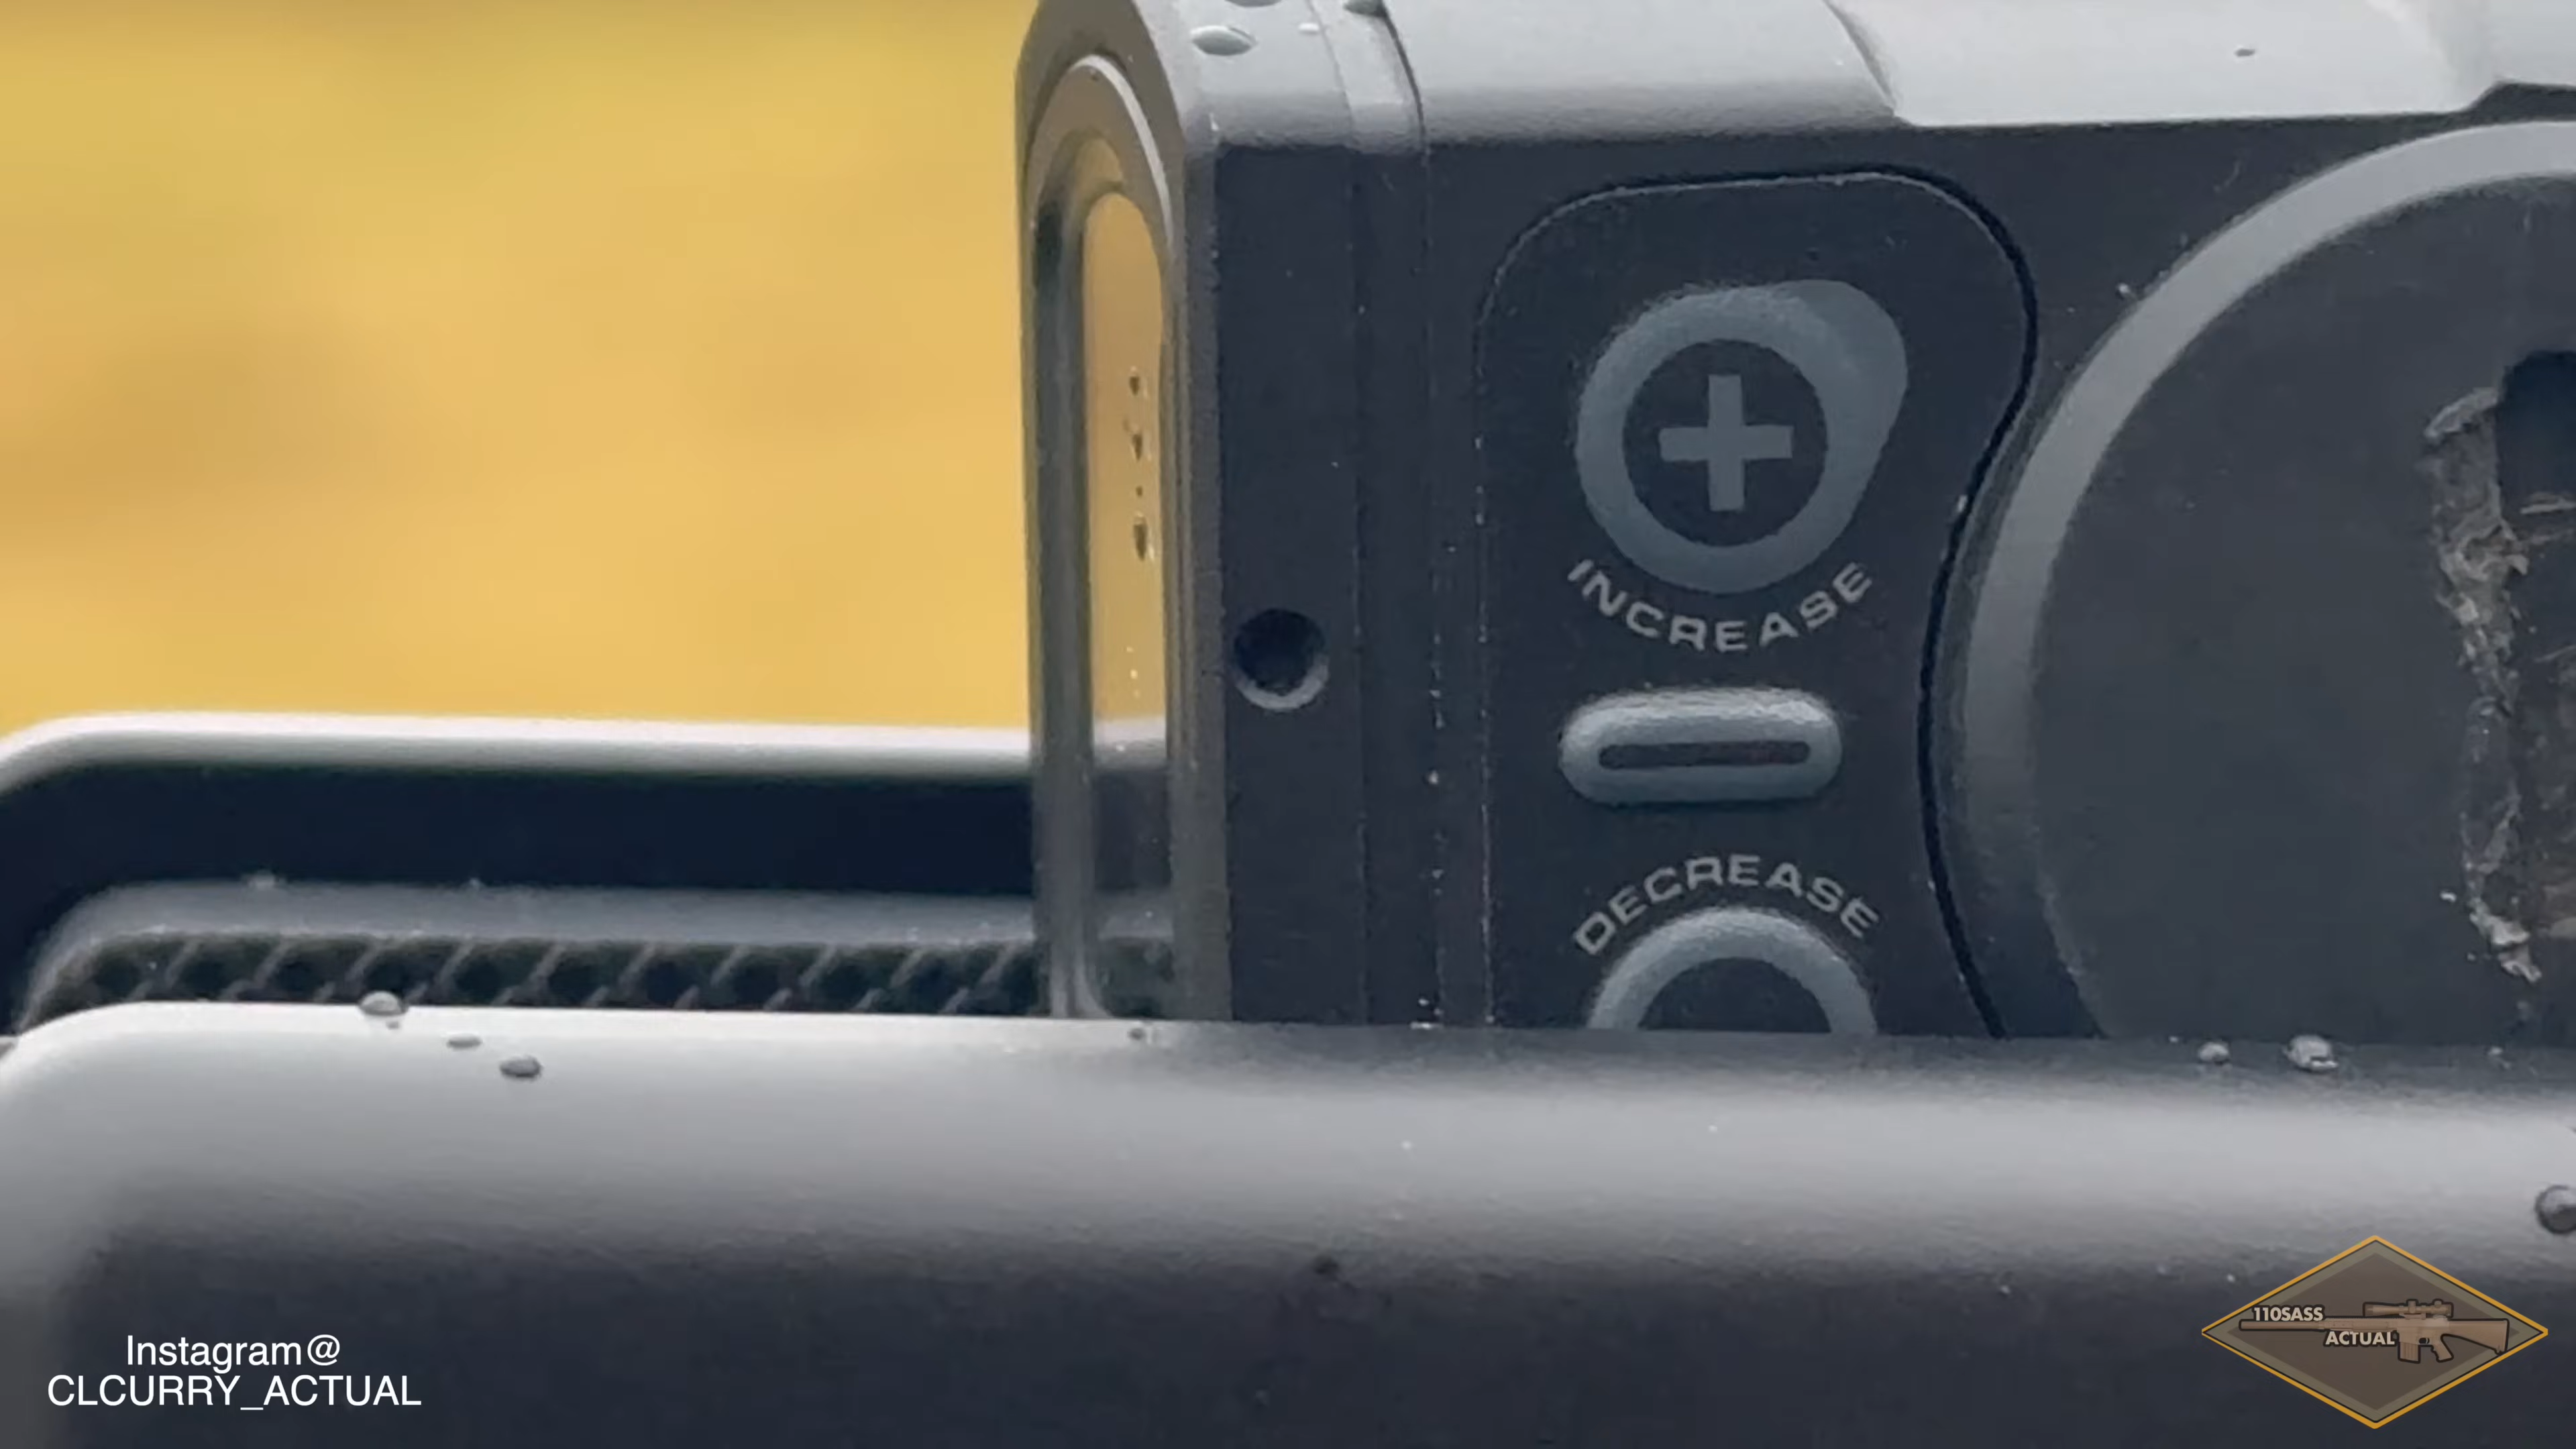 INCREASE
DECREASE
Instagram@
CLCURRY_ACTUAL
110SASS
ACTUAL